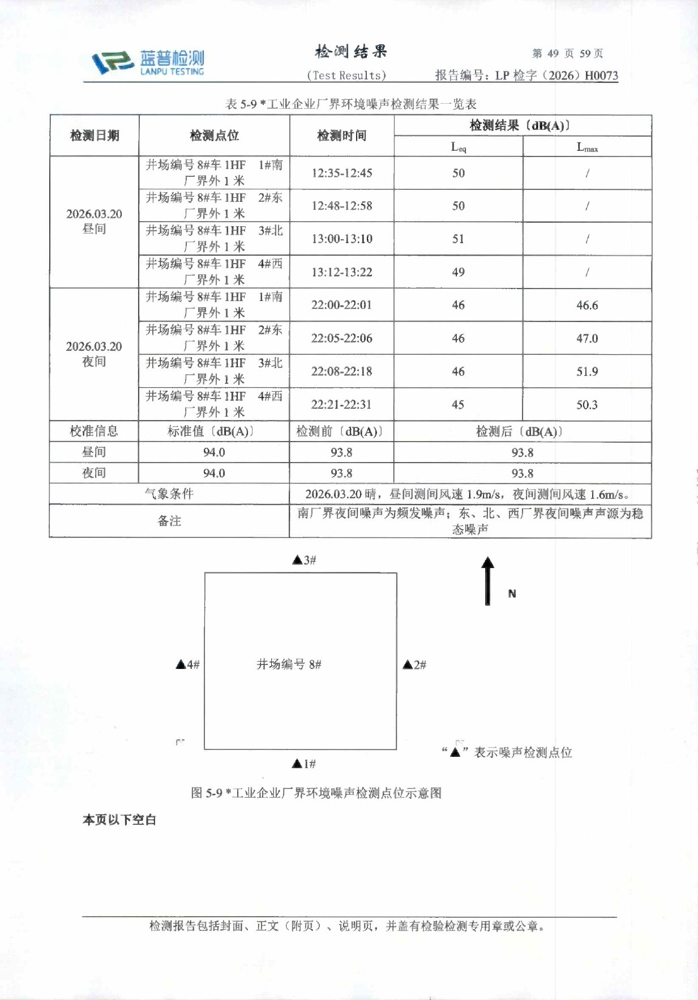 蓝普检测
LANPU TESTING
检测结果
(Test Results)
第 49 页 59页
报告编号：LP 检字（2026）H0073
表 5-9 *工业企业厂界环境噪声检测结果一览表
检测日期 检测点位 检测时间 检测结果〔dB(A)〕
Leq Lmax
2026.03.20
昼间
井场编号 8#车 1HF 1#南
厂界外 1 米
12:35-12:45 50 /
井场编号 8#车 1HF 2#东
厂界外 1 米
12:48-12:58 50 /
井场编号 8#车 1HF 3#北
厂界外 1 米
13:00-13:10 51 /
井场编号 8#车 1HF 4#西
厂界外 1 米
13:12-13:22 49 /
2026.03.20
夜间
井场编号 8#车 1HF 1#南
厂界外 1 米
22:00-22:01 46 46.6
井场编号 8#车 1HF 2#东
厂界外 1 米
22:05-22:06 46 47.0
井场编号 8#车 1HF 3#北
厂界外 1 米
22:08-22:18 46 51.9
井场编号 8#车 1HF 4#西
厂界外 1 米
22:21-22:31 45 50.3
校准信息 标准值〔dB(A)〕 检测前〔dB(A)〕 检测后〔dB(A)〕
昼间 94.0 93.8 93.8
夜间 94.0 93.8 93.8
气象条件 2026.03.20 晴，昼间测间风速 1.9m/s，夜间测间风速 1.6m/s。
备注 南厂界夜间噪声为频发噪声；东、北、西厂界夜间噪声声源为稳
态噪声
▲3#
N
▲4# 井场编号 8# ▲2#
“▲”表示噪声检测点位
▲1#
图 5-9 *工业企业厂界环境噪声检测点位示意图
本页以下空白
检测报告包括封面、正文（附页）、说明页，并盖有检验检测专用章或公章。